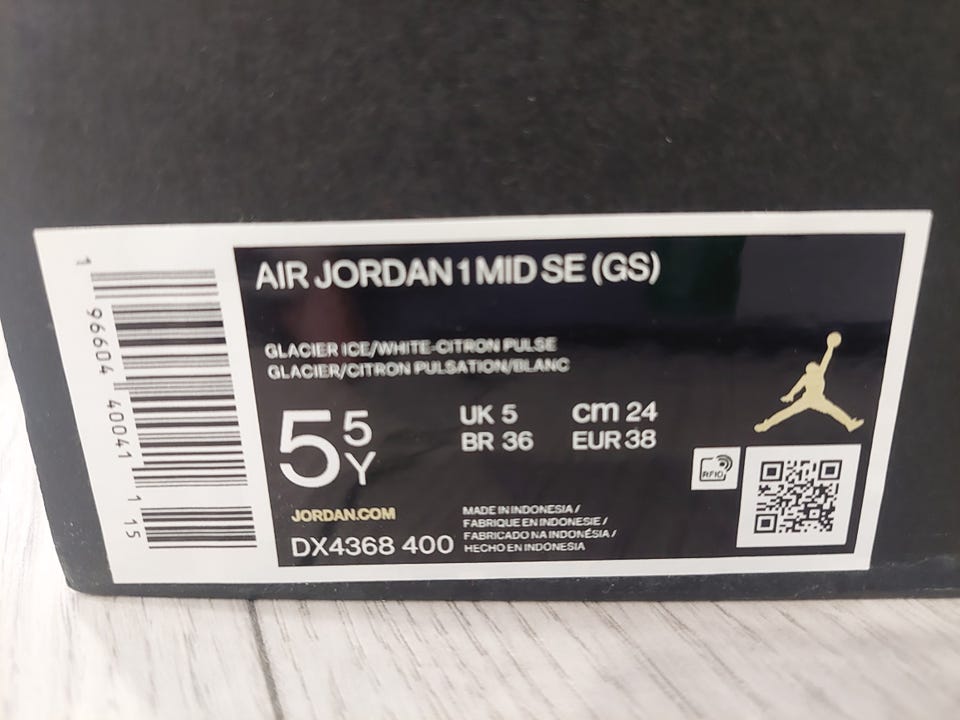 AIR JORDAN 1 MID SE (GS)
GLACIER ICE/WHITE-CITRON PULSE
GLACIER/CITRON PULSATION/BLANC
5 5 Y
UK 5 cm 24
BR 36 EUR 38
RFID
JORDAN.COM
DX4368 400
MADE IN INDONESIA /
FABRIQUE EN INDONESIE /
FABRICADO NA INDONÉSIA /
HECHO EN INDONESIA
1 96604 40041 1 15